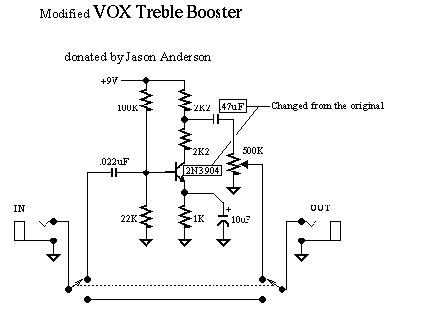 Modified VOX Treble Booster
donated by Jason Anderson
+9V
100K
2K2
.47uF
Changed from the original
2K2
500K
.022uF
2N3904
IN
22K
1K
+
10uF
OUT